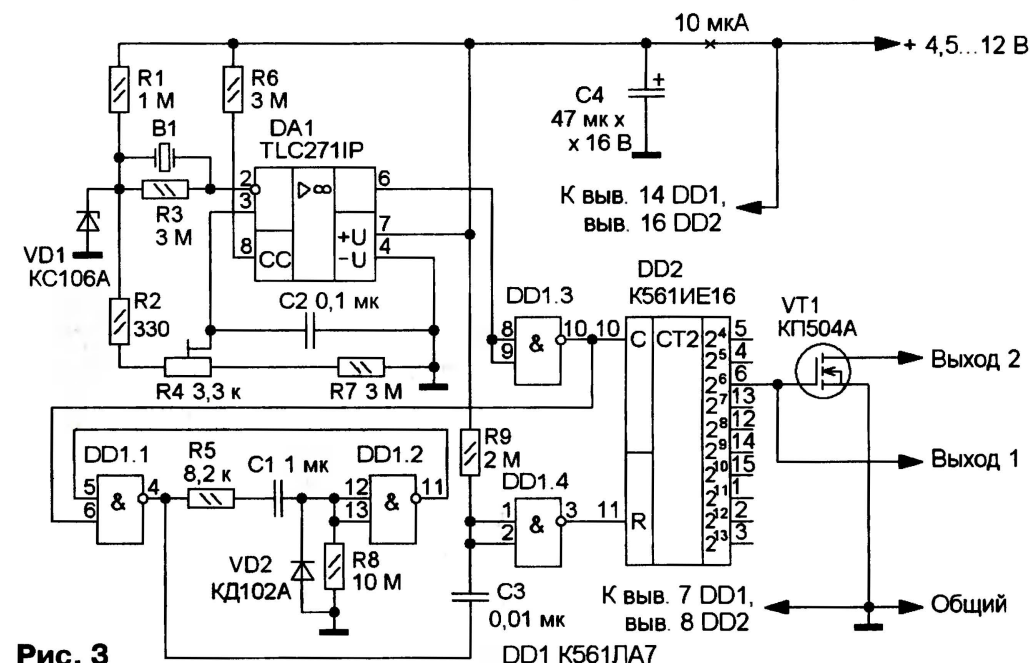 10 мкА
+ 4,5...12 В
R1
1 М
R6
3 М
B1
DA1
TLC271IP
C4
47 мк х
х 16 В
+
2
3
8
▷∞
CC
+U
-U
6
7
4
R3
3 М
VD1
КС106А
R2
330
C2 0,1 мк
R4 3,3 к
R7 3 М
К выв. 14 DD1,
выв. 16 DD2
DD2
К561ИЕ16
VT1
КП504А
DD1.3
8
9
&
10
10
C
CT2
2⁴
5
2⁵
4
2⁶
6
2⁷
13
2⁸
12
2⁹
14
2¹⁰
15
2¹¹
1
2¹²
2
2¹³
3
11
R
Выход 2
Выход 1
Общий
DD1.1
5
6
&
4
R5
8,2 к
C1 1 мк
DD1.2
12
13
&
11
R9
2 М
DD1.4
1
2
&
3
VD2
КД102А
R8
10 М
C3
0,01 мк
К выв. 7 DD1,
выв. 8 DD2
Рис. 3
DD1 К561ЛА7